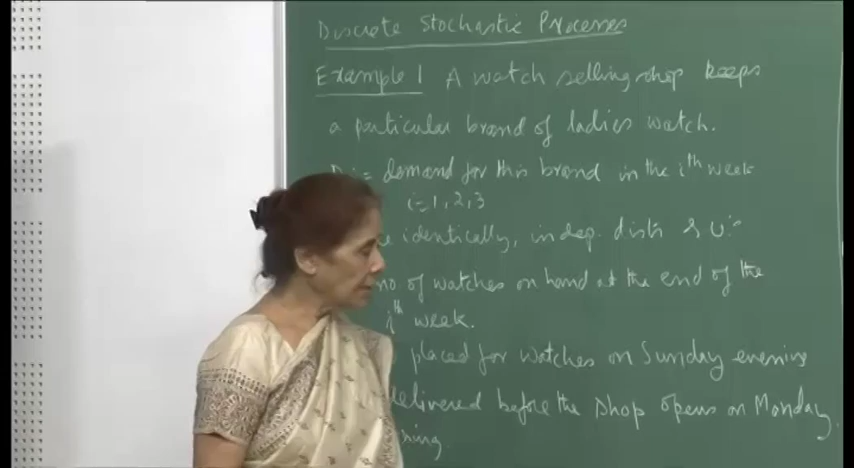 Discrete Stochastic Processes
Example 1 A watch selling shop keeps
a particular brand of ladies watch.
= demand for this brand in the ith week
i=1,2,3
identically, indep. distb
no of watches on hand at the end of the
ith week.
placed for watches on Sunday evening
delivered before the shop opens on Monday